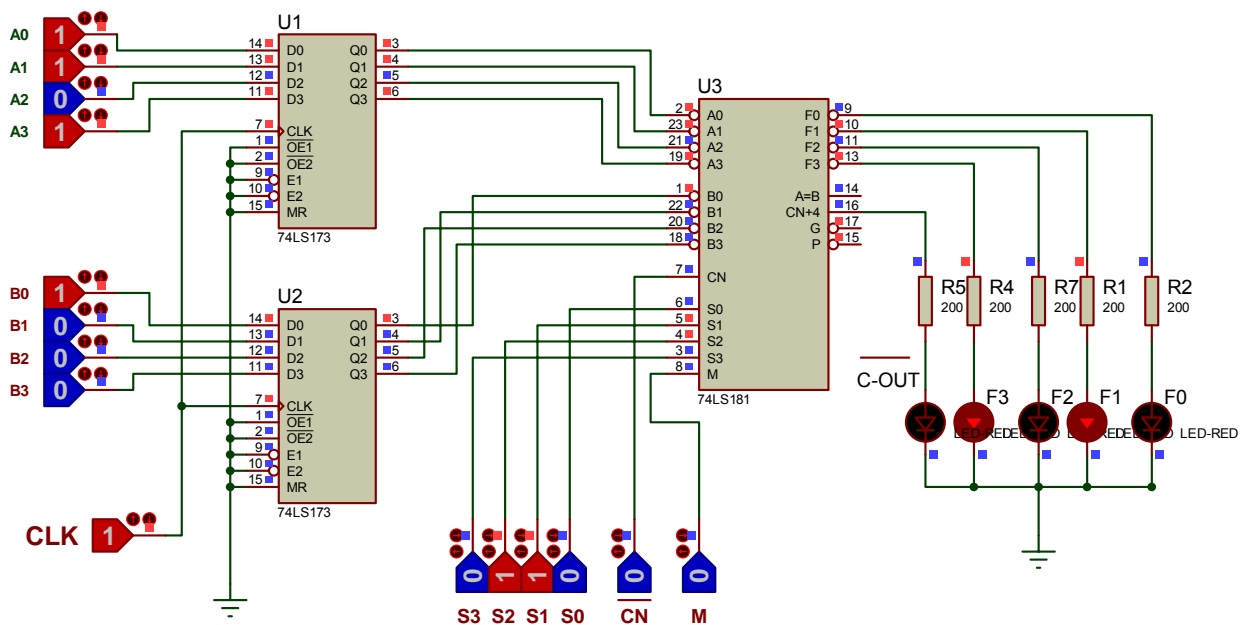 U1
A0 1
A1 1
A2 0
A3 1
14 D0 Q0 3
13 D1 Q1 4
12 D2 Q2 5
11 D3 Q3 6
7 CLK
1 OE1
2 OE2
9 E1
10 E2
15 MR
74LS173
U3
2 A0 F0 9
23 A1 F1 10
21 A2 F2 11
19 A3 F3 13
1 B0 A=B 14
22 B1 CN+4 16
20 B2 G 17
18 B3 P 15
7 CN
6 S0
5 S1
4 S2
3 S3
8 M
74LS181
B0 1
B1 0
B2 0
B3 0
U2
14 D0 Q0 3
13 D1 Q1 4
12 D2 Q2 5
11 D3 Q3 6
7 CLK
1 OE1
2 OE2
9 E1
10 E2
15 MR
74LS173
R5 R4 R7 R1 R2
200 200 200 200 200
C-OUT
F3 F2 F1 F0
LED-RED LED-RED
CLK 1
0 1 1 0 0 0
S3 S2 S1 S0 CN M